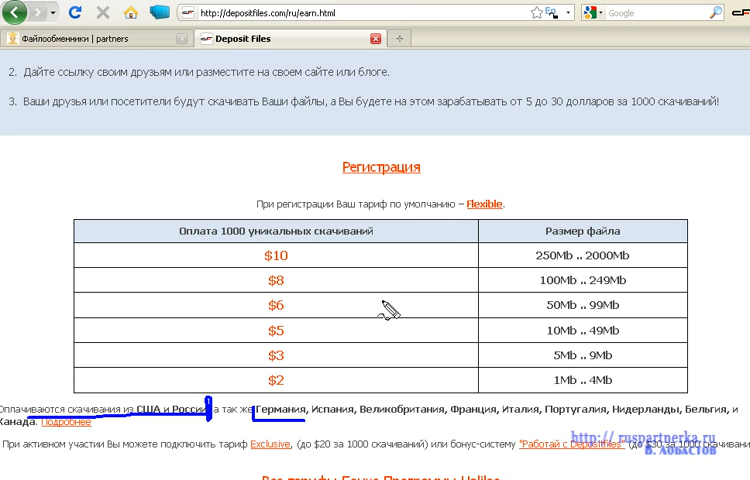 http://depositfiles.com/ru/earn.html
Google
Файлообменники | partners
Deposit Files
2. Дайте ссылку своим друзьям или разместите на своем сайте или блоге.
3. Ваши друзья или посетители будут скачивать Ваши файлы, а Вы будете на этом зарабатывать от 5 до 30 долларов за 1000 скачиваний!
Регистрация
При регистрации Ваш тариф по умолчанию – Flexible.
Оплата 1000 уникальных скачиваний Размер файла
$10 250Mb .. 2000Mb
$8 100Mb .. 249Mb
$6 50Mb .. 99Mb
$5 10Mb .. 49Mb
$3 5Mb .. 9Mb
$2 1Mb .. 4Mb
Оплачиваются скачивания из США и России, а так же Германия, Испания, Великобритания, Франция, Италия, Португалия, Нидерланды, Бельгия, и
Канада. Подробнее
http://ruspartnerka.ru
При активном участии Вы можете подключить тариф Exclusive, (до $20 за 1000 скачиваний) или бонус-систему "Работай с Depositfiles" (до $30 за 1000 скачивани
В. ЛОБАСТОВ